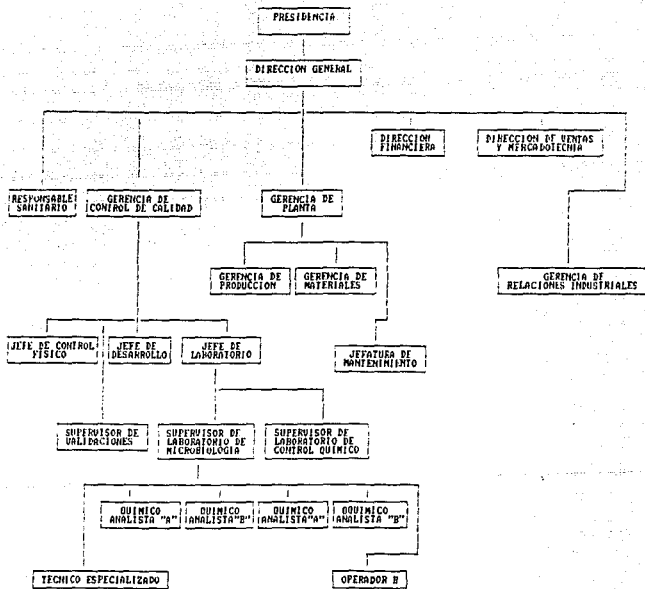 PRESIDENCIA
DIRECCION GENERAL
DIRECCION
FINANCIERA
DIRECCION DE VENTAS
Y MERCADOTECNIA
RESPONSABLE
SANITARIO
GERENCIA DE
CONTROL DE CALIDAD
GERENCIA DE
PLANTA
GERENCIA DE
PRODUCCION
GERENCIA DE
MATERIALES
GERENCIA DE
RELACIONES INDUSTRIALES
JEFE DE CONTROL
FISICO
JEFE DE
DESARROLLO
JEFE DE
LABORATORIO
JEFATURA DE
MANTENIMIENTO
SUPERVISOR DE
VALIDACIONES
SUPERVISOR DE
LABORATORIO DE
MICROBIOLOGIA
SUPERVISOR DE
LABORATORIO DE
CONTROL QUIMICO
QUIMICO
ANALISTA "A"
QUIMICO
ANALISTA"B"
QUIMICO
ANALISTA"A"
QUIMICO
ANALISTA "B"
TECNICO ESPECIALIZADO
OPERADOR B